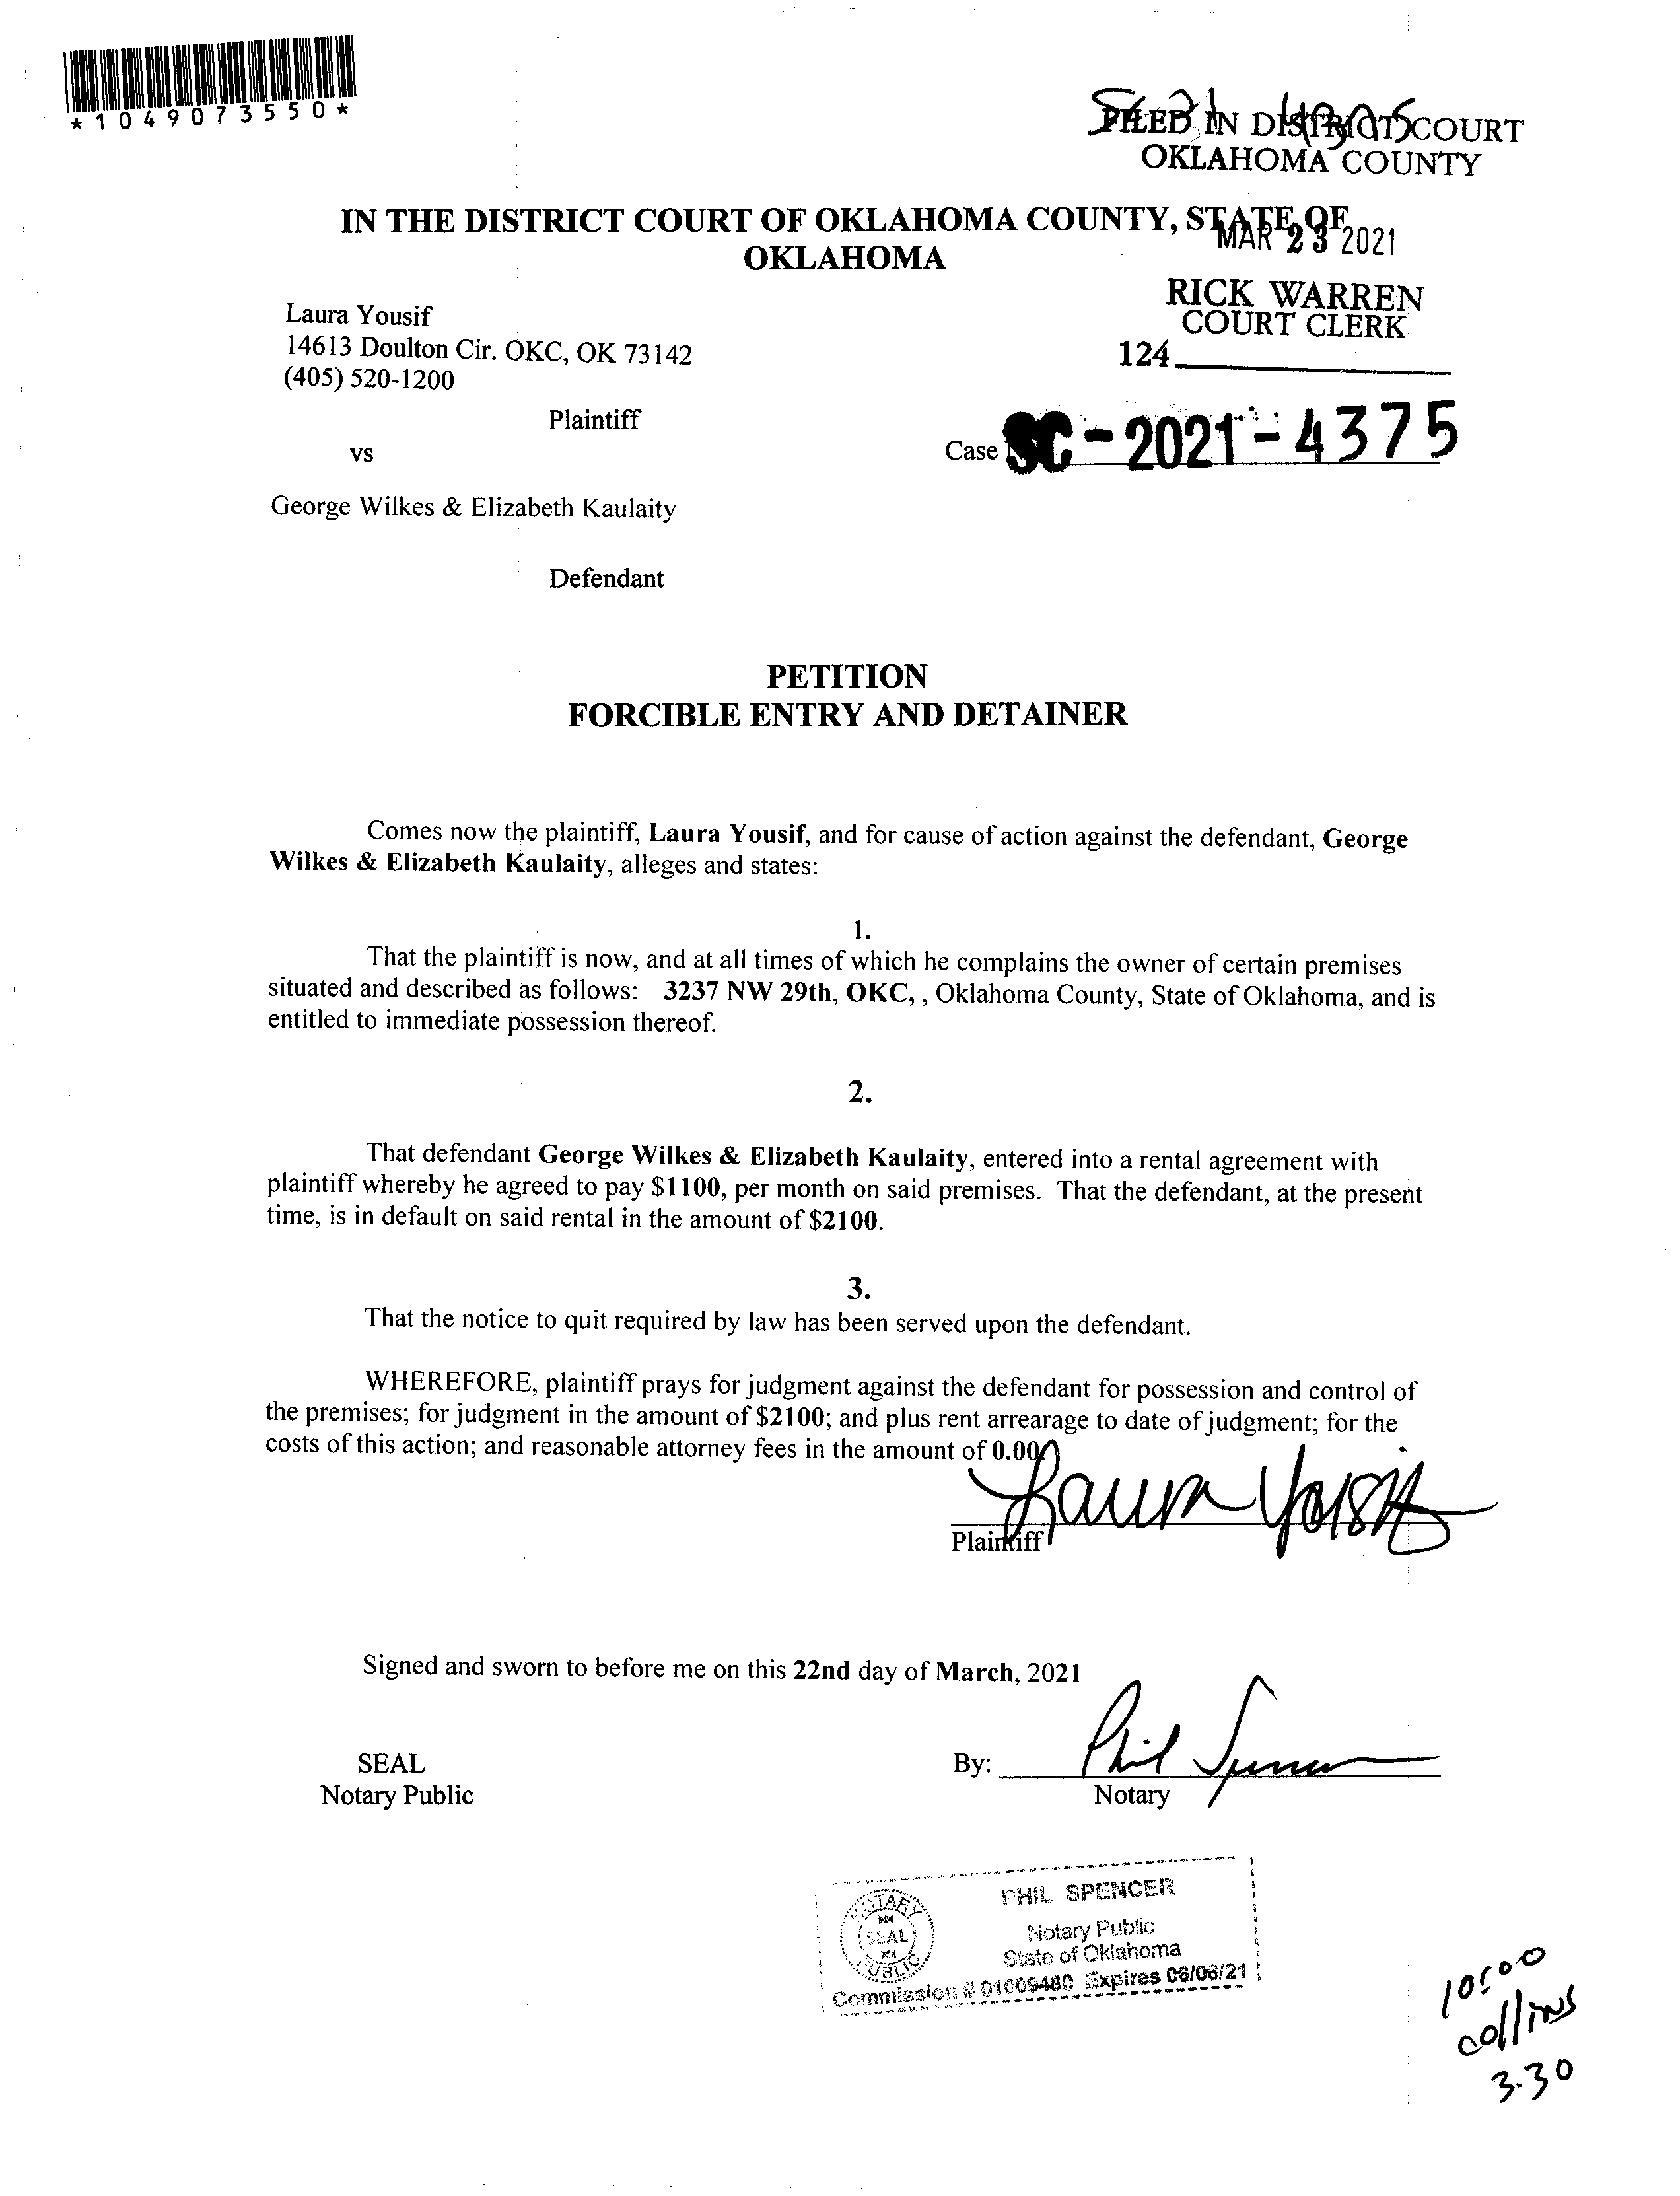 *1049073550*
FILED IN DISTRICT COURT
OKLAHOMA COUNTY
IN THE DISTRICT COURT OF OKLAHOMA COUNTY, STATE OF
OKLAHOMA
MAR 23 2021
RICK WARREN
COURT CLERK
124
Laura Yousif
14613 Doulton Cir. OKC, OK 73142
(405) 520-1200
Plaintiff
Case SC-2021-4375
vs
George Wilkes & Elizabeth Kaulaity
Defendant
PETITION
FORCIBLE ENTRY AND DETAINER
Comes now the plaintiff, Laura Yousif, and for cause of action against the defendant, George
Wilkes & Elizabeth Kaulaity, alleges and states:
1.
That the plaintiff is now, and at all times of which he complains the owner of certain premises
situated and described as follows: 3237 NW 29th, OKC, , Oklahoma County, State of Oklahoma, and is
entitled to immediate possession thereof.
2.
That defendant George Wilkes & Elizabeth Kaulaity, entered into a rental agreement with
plaintiff whereby he agreed to pay $1100, per month on said premises. That the defendant, at the present
time, is in default on said rental in the amount of $2100.
3.
That the notice to quit required by law has been served upon the defendant.
WHEREFORE, plaintiff prays for judgment against the defendant for possession and control of
the premises; for judgment in the amount of $2100; and plus rent arrearage to date of judgment; for the
costs of this action; and reasonable attorney fees in the amount of 0.00
Laura Yousif
Plaintiff
Signed and sworn to before me on this 22nd day of March, 2021
SEAL
Notary Public
By: Phil Spencer
Notary
NOTARY
SEAL
PUBLIC
PHIL SPENCER
Notary Public
State of Oklahoma
Commission # 01009480 Expires 06/06/21
collins
3.30